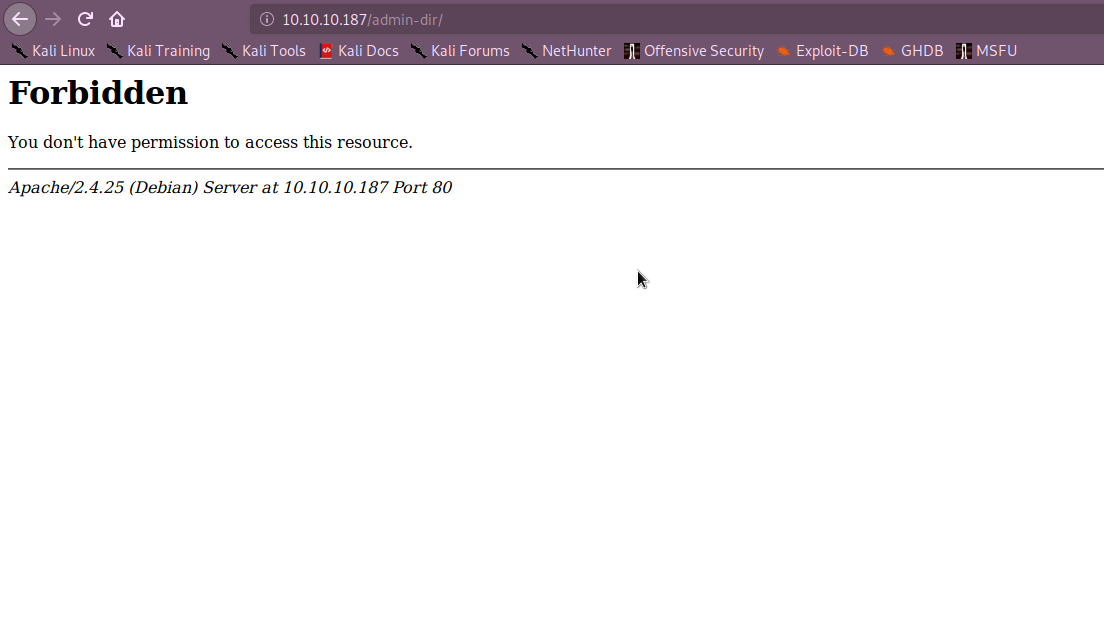 10.10.10.187/admin-dir/
Kali Linux Kali Training Kali Tools Kali Docs Kali Forums NetHunter Offensive Security Exploit-DB GHDB MSFU
Forbidden
You don't have permission to access this resource.
Apache/2.4.25 (Debian) Server at 10.10.10.187 Port 80